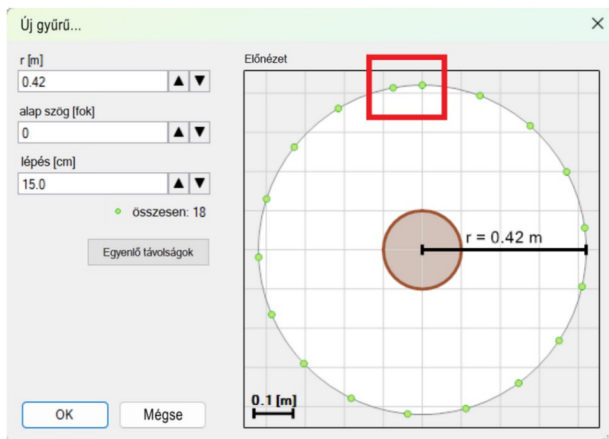 Új gyűrű...
r [m]
0.42
alap szög [fok]
0
lépés [cm]
15.0
összesen: 18
Egyenlő távolságok
OK
Mégse
Előnézet
r = 0.42 m
0.1 [m]